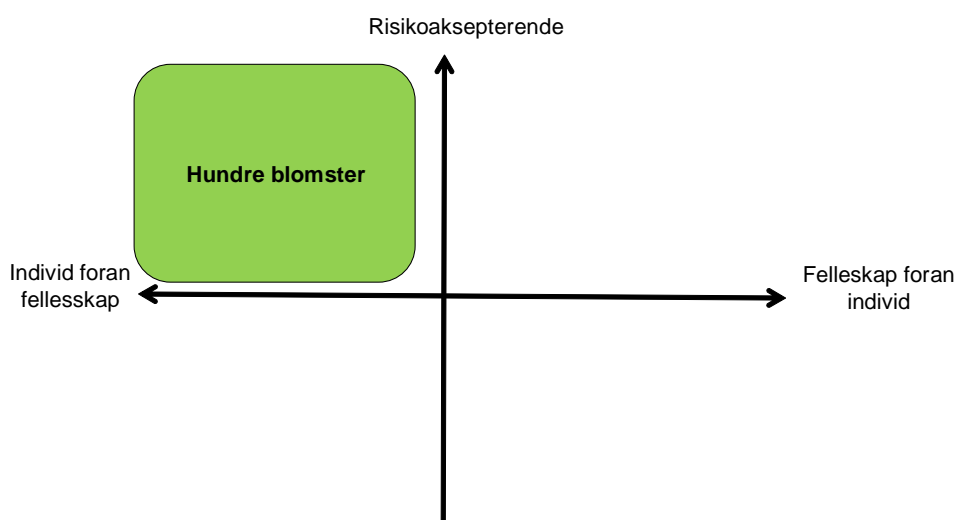 Risikoaksepterende
Hundre blomster
Individ foran
fellesskap
Felleskap foran
individ